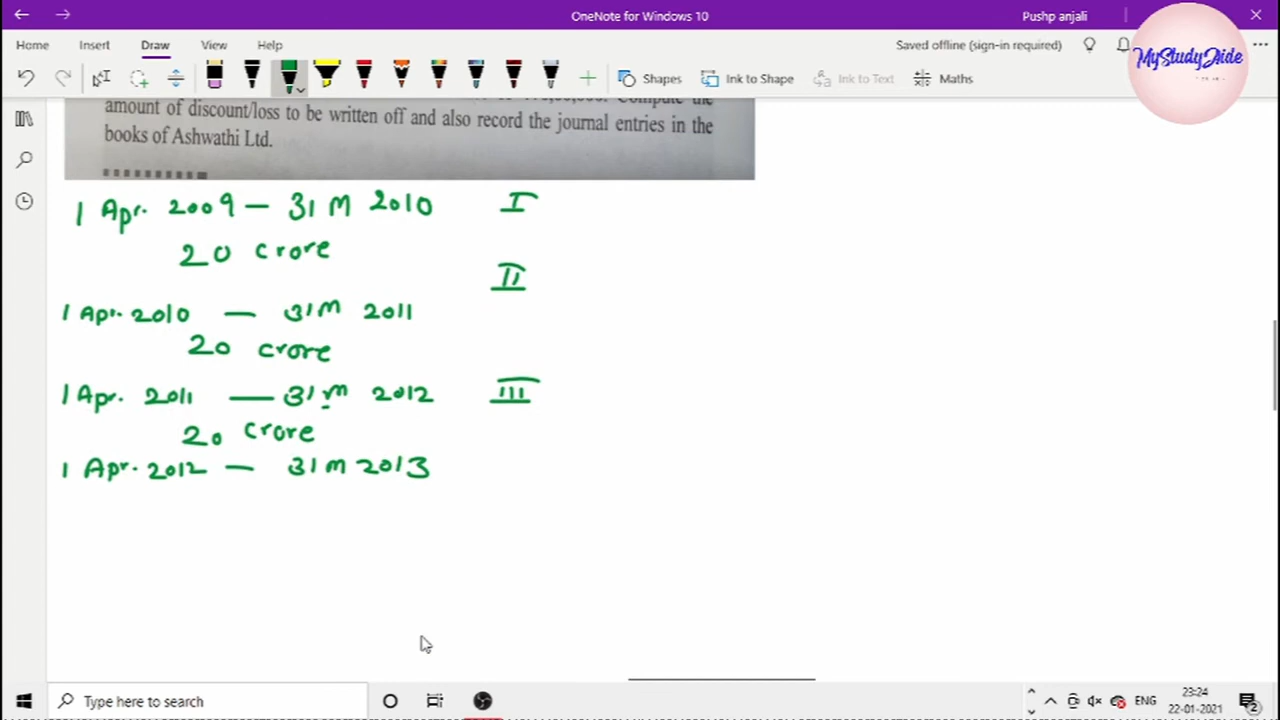 OneNote for Windows 10
Pushp anjali
Home Insert Draw View Help
Saved offline (sign-in required)
MyStudyAide
Shapes Ink to Shape Ink to Text Maths
amount of discount/loss to be written off and also record the journal entries in the
books of Ashwathi Ltd.
1 Apr. 2009 — 31 M 2010 I
20 crore
II
1 Apr. 2010 — 31M 2011
20 crore
1 Apr. 2011 — 31 m 2012 III
20 crore
1 Apr. 2012 — 31 m 2013
Type here to search
ENG
23:24
22-01-2021
2